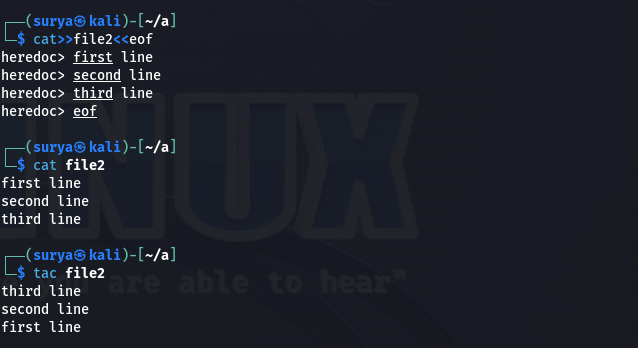 ┌──(surya㉿kali)-[~/a]
└─$ cat>>file2<<eof
heredoc> first line
heredoc> second line
heredoc> third line
heredoc> eof
┌──(surya㉿kali)-[~/a]
└─$ cat file2
first line
second line
third line
┌──(surya㉿kali)-[~/a]
└─$ tac file2
third line
second line
first line
NUX
you are able to hear"